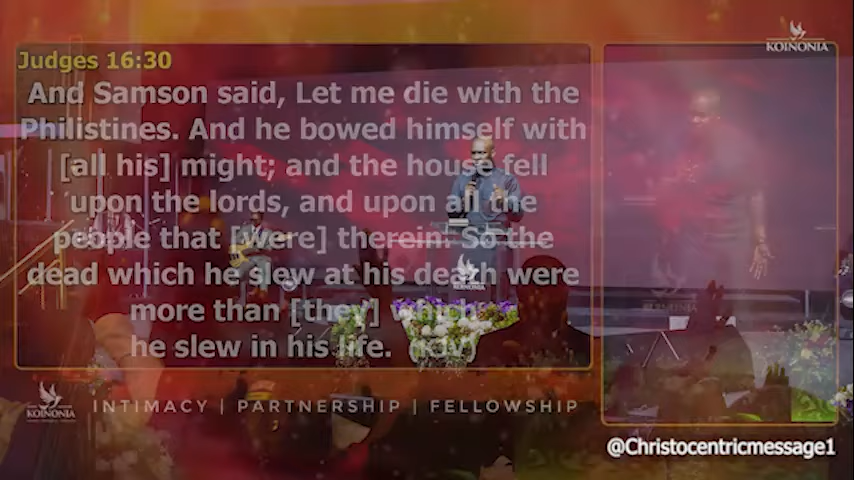 KOINONIA
Judges 16:30
And Samson said, Let me die with the
Philistines. And he bowed himself with
[all his] might; and the house fell
upon the lords, and upon all the
people that [were] therein. So the
dead which he slew at his death were
more than [they] which
he slew in his life. (KJV)
KOINONIA
KOINONIA
INTIMACY | PARTNERSHIP | FELLOWSHIP
@Christocentricmessage1